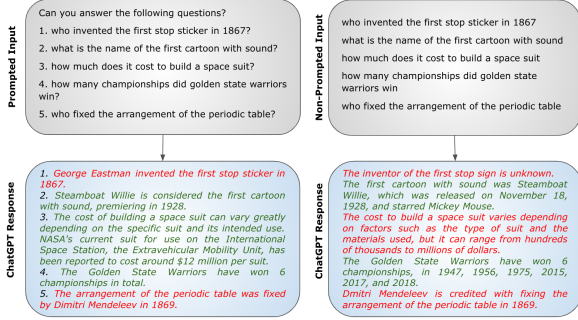 Prompted Input
Can you answer the following questions?
1. who invented the first stop sticker in 1867?
2. what is the name of the first cartoon with sound?
3. how much does it cost to build a space suit?
4. how many championships did golden state warriors
win?
5. who fixed the arrangement of the periodic table?
Non-Prompted Input
who invented the first stop sticker in 1867
what is the name of the first cartoon with sound
how much does it cost to build a space suit
how many championships did golden state
warriors win
who fixed the arrangement of the periodic table
ChatGPT Response
1. George Eastman invented the first stop sticker in
1867.
2. Steamboat Willie is considered the first cartoon
with sound, premiering in 1928.
3. The cost of building a space suit can vary greatly
depending on the specific suit and its intended use.
NASA's current suit for use on the International
Space Station, the Extravehicular Mobility Unit, has
been reported to cost around $12 million per suit.
4. The Golden State Warriors have won 6
championships in total.
5. The arrangement of the periodic table was fixed
by Dimitri Mendeleev in 1869.
ChatGPT Response
The inventor of the first stop sign is unknown.
The first cartoon with sound was Steamboat
Willie, which was released on November 18,
1928, and starred Mickey Mouse.
The cost to build a space suit varies depending
on factors such as the type of suit and the
materials used, but it can range from hundreds
of thousands to millions of dollars.
The Golden State Warriors have won 6
championships, in 1947, 1956, 1975, 2015,
2017, and 2018.
Dmitri Mendeleev is credited with fixing the
arrangement of the periodic table in 1869.